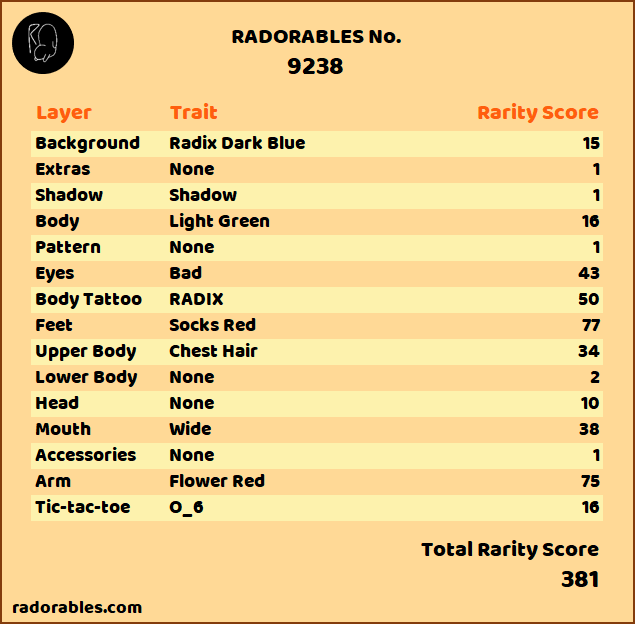 RADORABLES No.
9238
Layer Trait Rarity Score
Background Radix Dark Blue 15
Extras None 1
Shadow Shadow 1
Body Light Green 16
Pattern None 1
Eyes Bad 43
Body Tattoo RADIX 50
Feet Socks Red 77
Upper Body Chest Hair 34
Lower Body None 2
Head None 10
Mouth Wide 38
Accessories None 1
Arm Flower Red 75
Tic-tac-toe O_6 16
Total Rarity Score
381
radorables.com